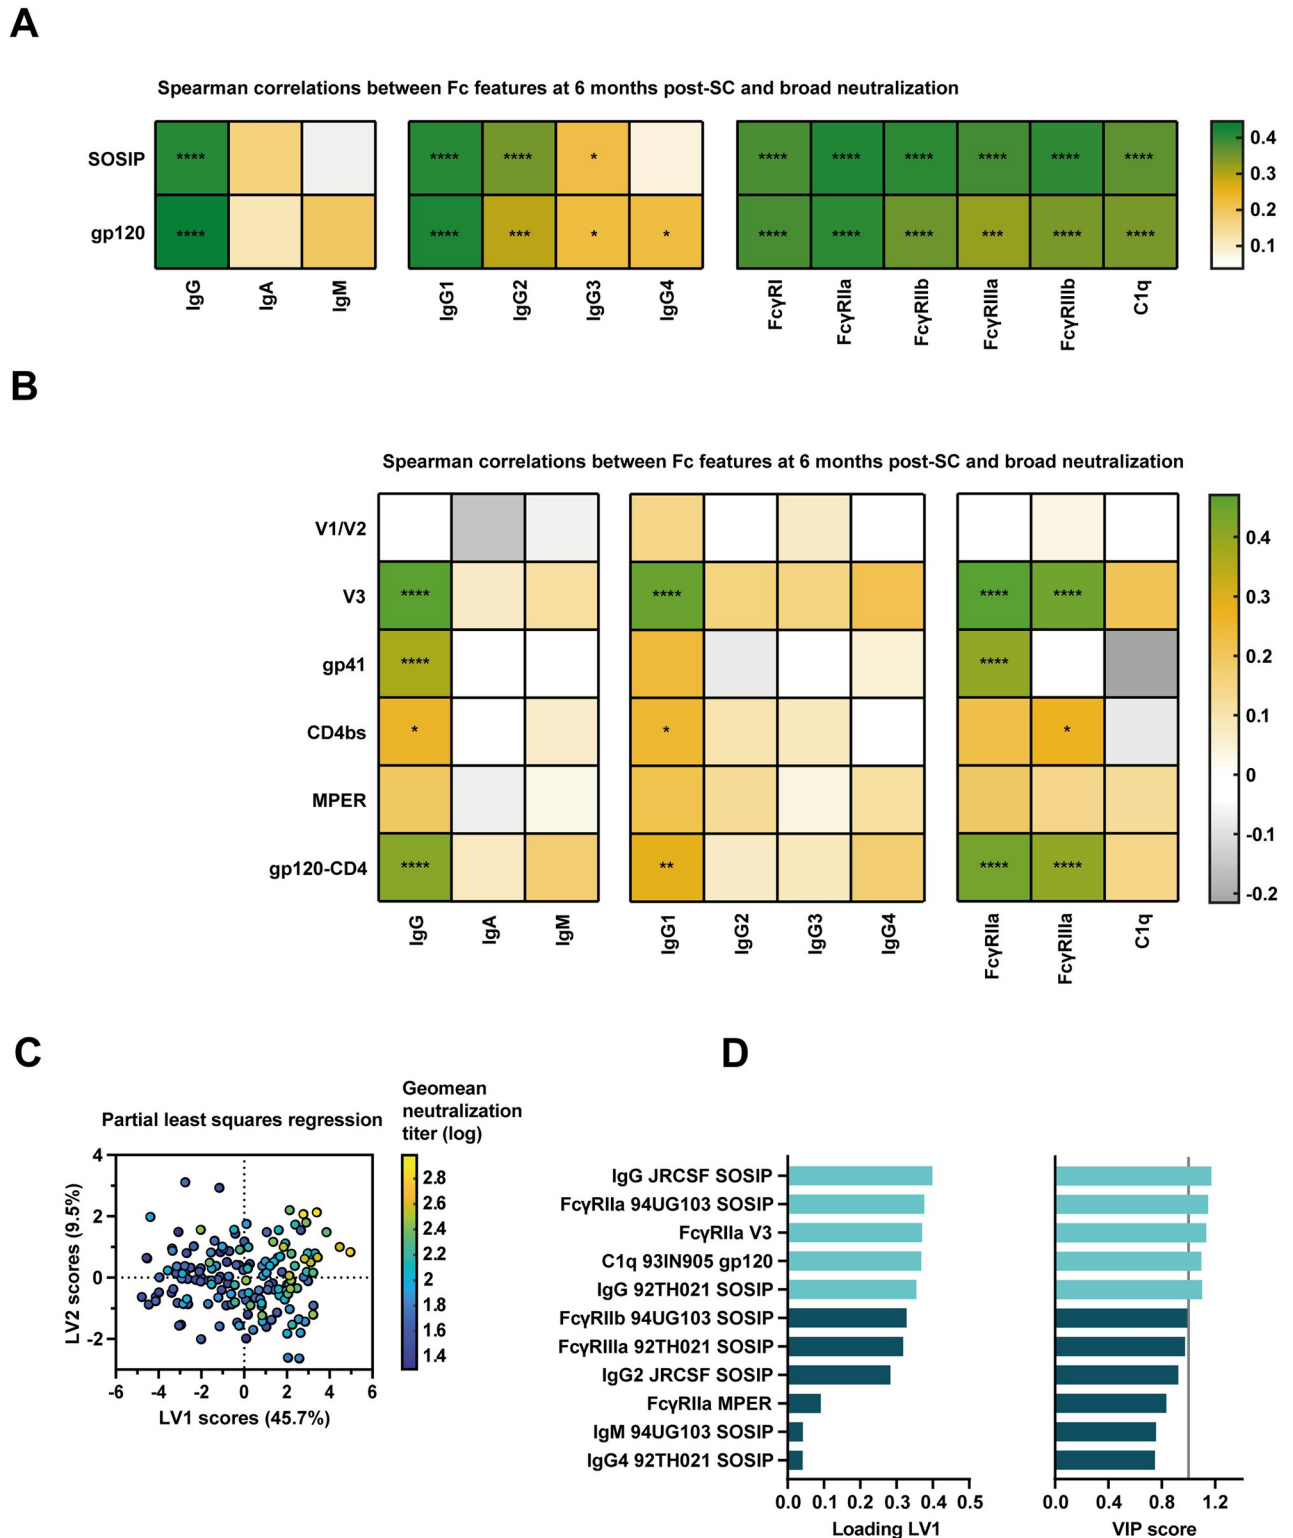 A
Spearman correlations between Fc features at 6 months post-SC and broad neutralization
SOSIP **** **** **** * **** **** **** **** **** ****
gp120 **** **** *** * * **** **** **** *** **** ****
0.4
0.3
0.2
0.1
IgG IgA IgM IgG1 IgG2 IgG3 IgG4 FcγRI FcγRIIa FcγRIIb FcγRIIIa FcγRIIIb C1q
B
Spearman correlations between Fc features at 6 months post-SC and broad neutralization
V1/V2
V3 **** **** **** ****
gp41 **** ****
CD4bs * * *
MPER
gp120-CD4 **** ** **** ****
0.4
0.3
0.2
0.1
0
-0.1
-0.2
IgG IgA IgM IgG1 IgG2 IgG3 IgG4 FcγRIIa FcγRIIIa C1q
C
Partial least squares regression
Geomean
neutralization
titer (log)
LV2 scores (9.5%)
4
2
0
-2
-6 -4 -2 0 2 4 6
LV1 scores (45.7%)
2.8
2.8
2.6
2.4
2.2
2
1.8
1.6
1.4
D
IgG JRCSF SOSIP
FcγRIIa 94UG103 SOSIP
FcγRIIa V3
C1q 93IN905 gp120
IgG 92TH021 SOSIP
FcγRIIb 94UG103 SOSIP
FcγRIIIa 92TH021 SOSIP
IgG2 JRCSF SOSIP
FcγRIIa MPER
IgM 94UG103 SOSIP
IgG4 92TH021 SOSIP
0.0 0.1 0.2 0.3 0.4 0.5
Loading LV1
0.0 0.4 0.8 1.2
VIP score